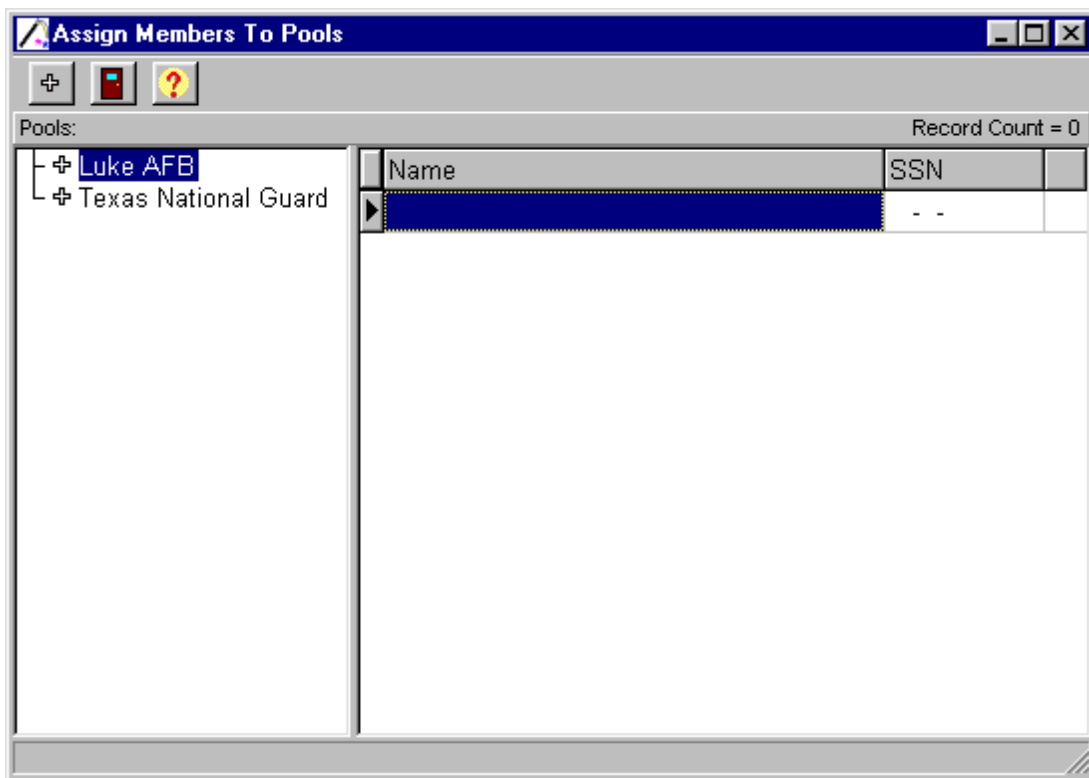 Assign Members To Pools
?
Pools: Record Count = 0
Luke AFB
Texas National Guard
Name SSN
- -